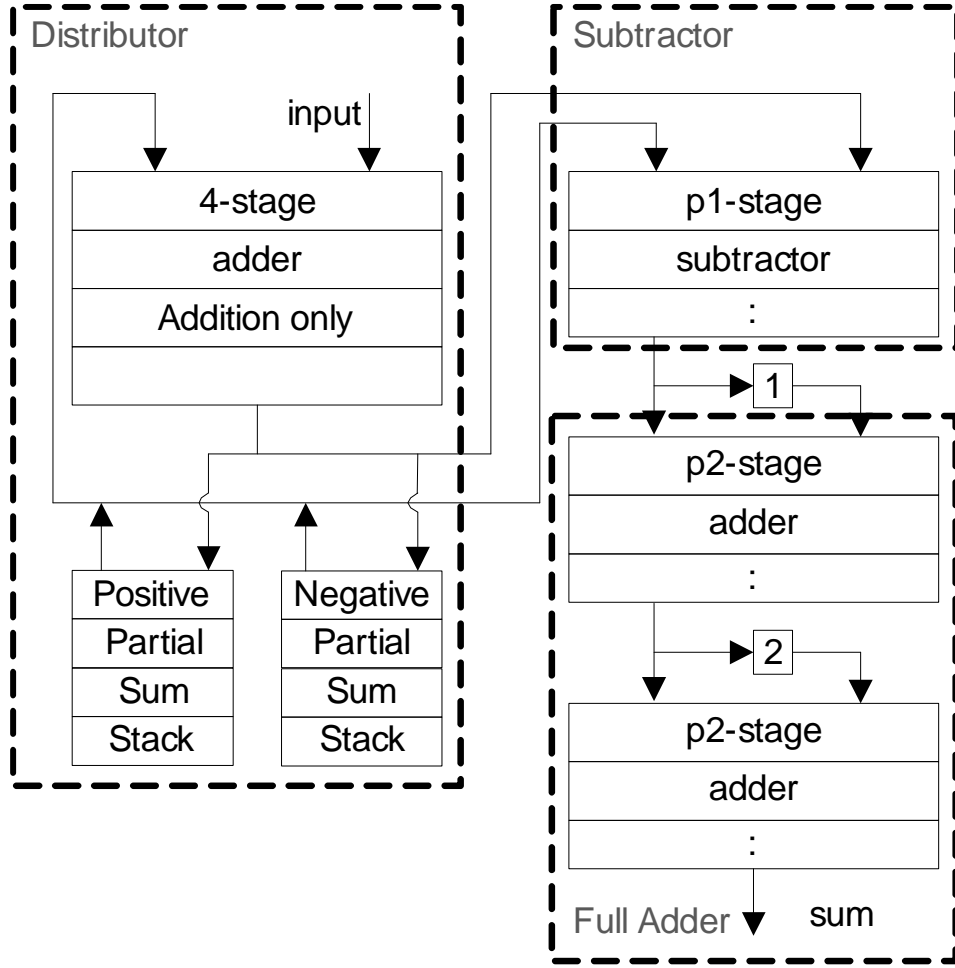 Distributor
input
4-stage
adder
Addition only
Positive
Partial
Sum
Stack
Negative
Partial
Sum
Stack
Subtractor
p1-stage
subtractor
:
1
p2-stage
adder
:
2
p2-stage
adder
:
Full Adder
sum